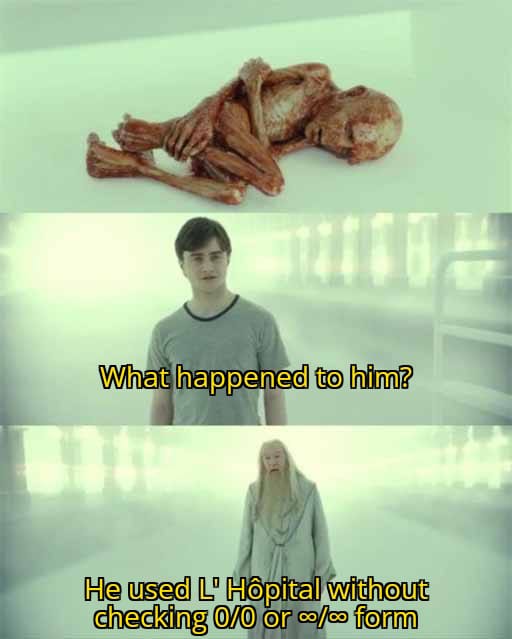 What happened to him?
He used L' Hôpital without
checking 0/0 or ∞/∞ form